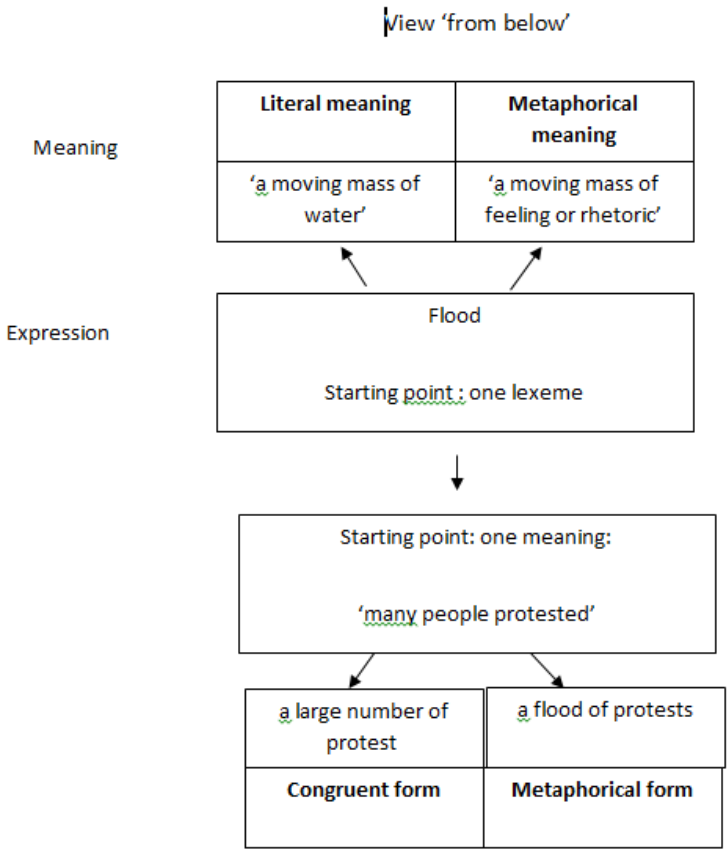 View ‘from below’
Literal meaning
Metaphorical
meaning
Meaning
‘a moving mass of
water’
‘a moving mass of
feeling or rhetoric’
Flood
Expression
Starting point : one lexeme
Starting point: one meaning:
‘many people protested’
a large number of
protest
a flood of protests
Congruent form
Metaphorical form